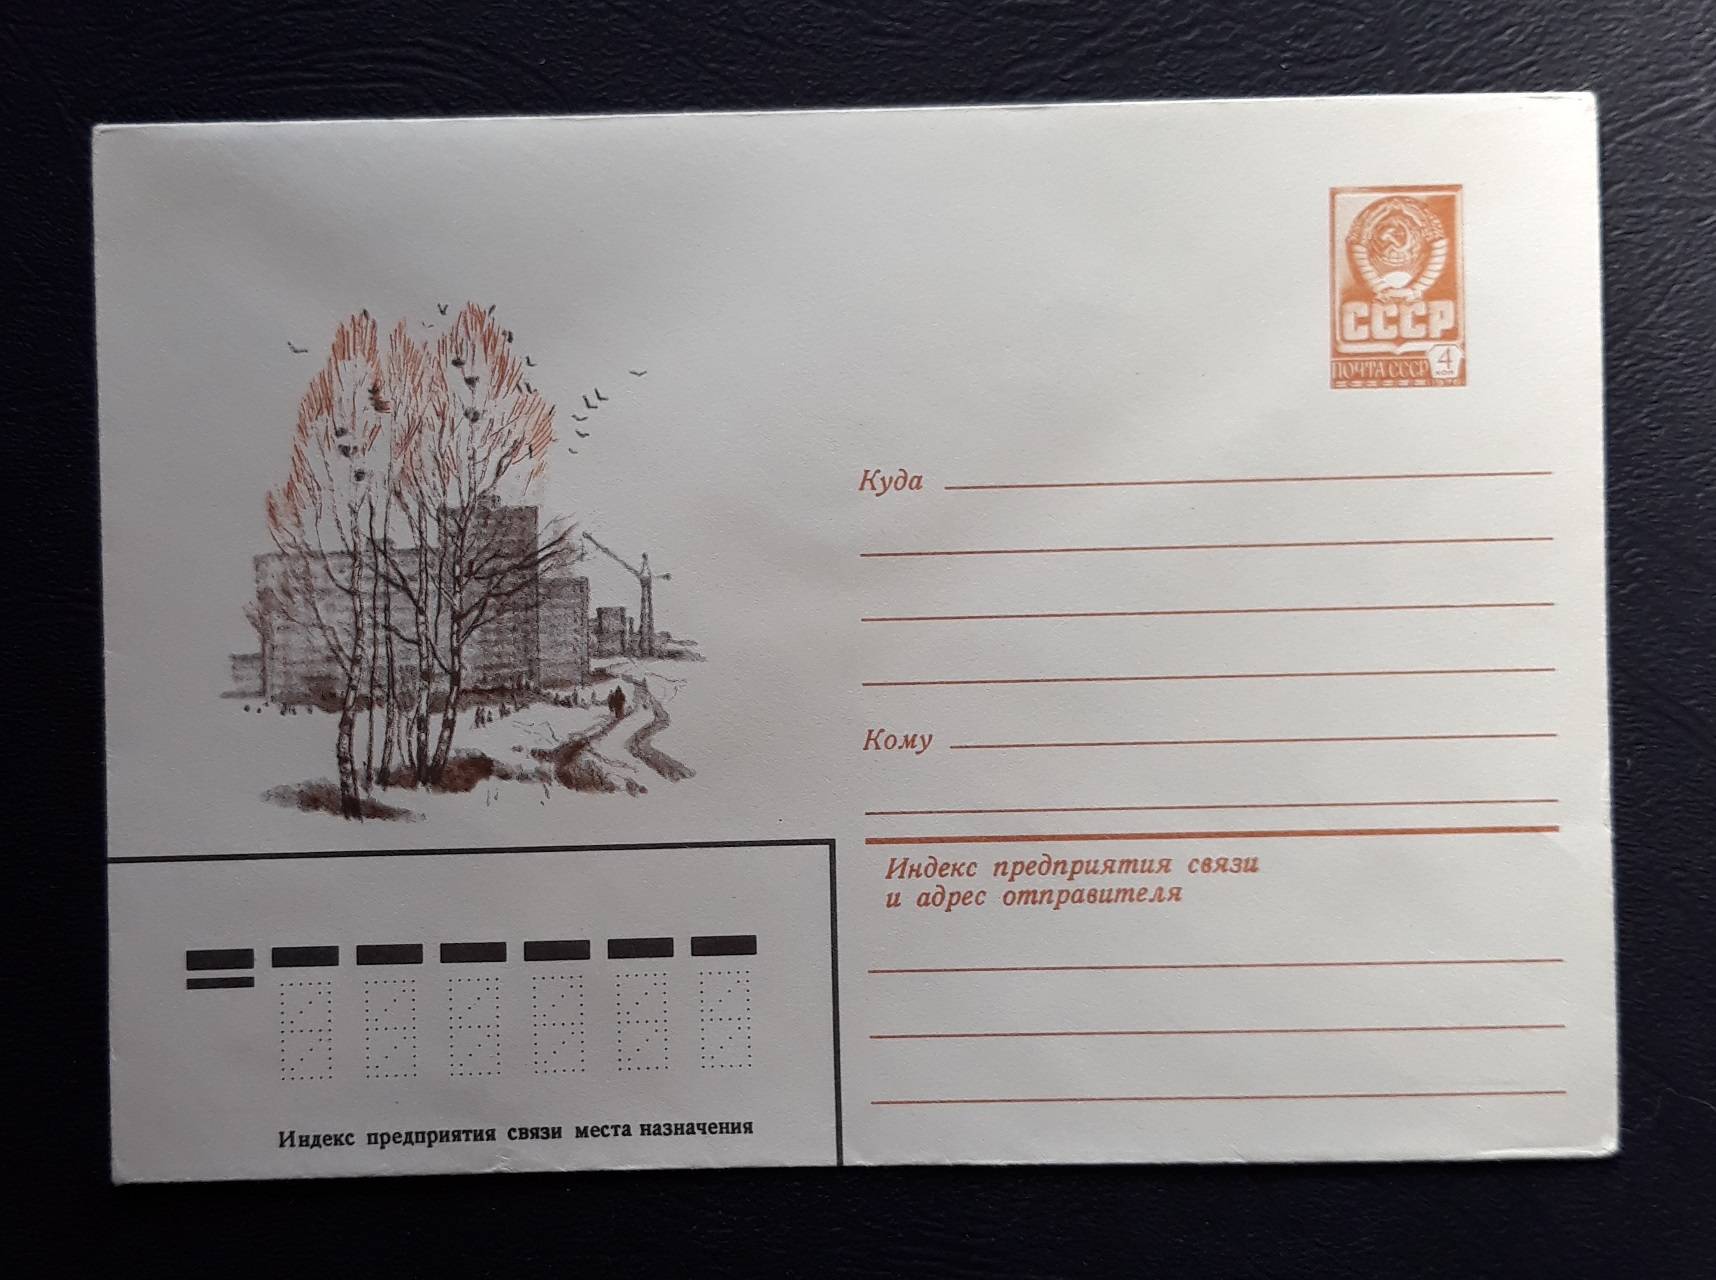 СССР
4
коп
ПОЧТА СССР
Куда
Кому
Индекс предприятия связи
и адрес отправителя
Индекс предприятия связи места назначения